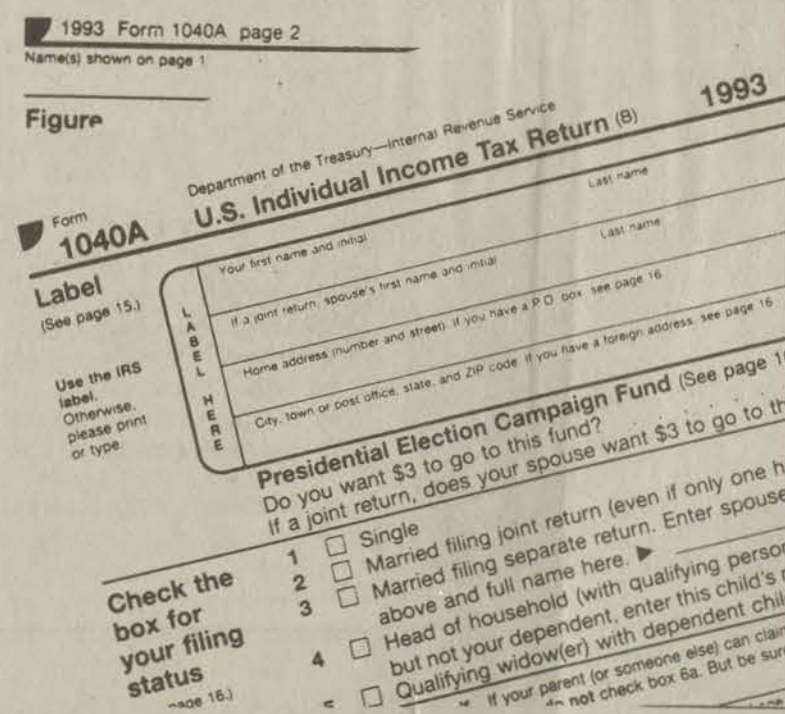 1993 Form 1040A page 2
Name(s) shown on page 1
Figure
Department of the Treasury—Internal Revenue Service
Form
1040A
U.S. Individual Income Tax Return (B)
1993
Label
(See page 15.)
Use the IRS
label.
Otherwise,
please print
or type.
LABEL HERE
Your first name and initial
Last name
If a joint return, spouse's first name and initial
Last name
Home address (number and street). If you have a P.O. box, see page 16.
City, town or post office, state, and ZIP code. If you have a foreign address, see page 16.
Presidential Election Campaign Fund (See page
Do you want $3 to go to this fund?
If a joint return, does your spouse want $3 to go to
Check the
box for
your filing
status
16.)
1 Single
2 Married filing joint return (even if only one
3 Married filing separate return. Enter
above and full name here. ▶
4 Head of household (with qualifying
but not your dependent, enter this child's
Qualifying widow(er) with dependent
If your parent (or someone else) can
do not check box 6a. But be